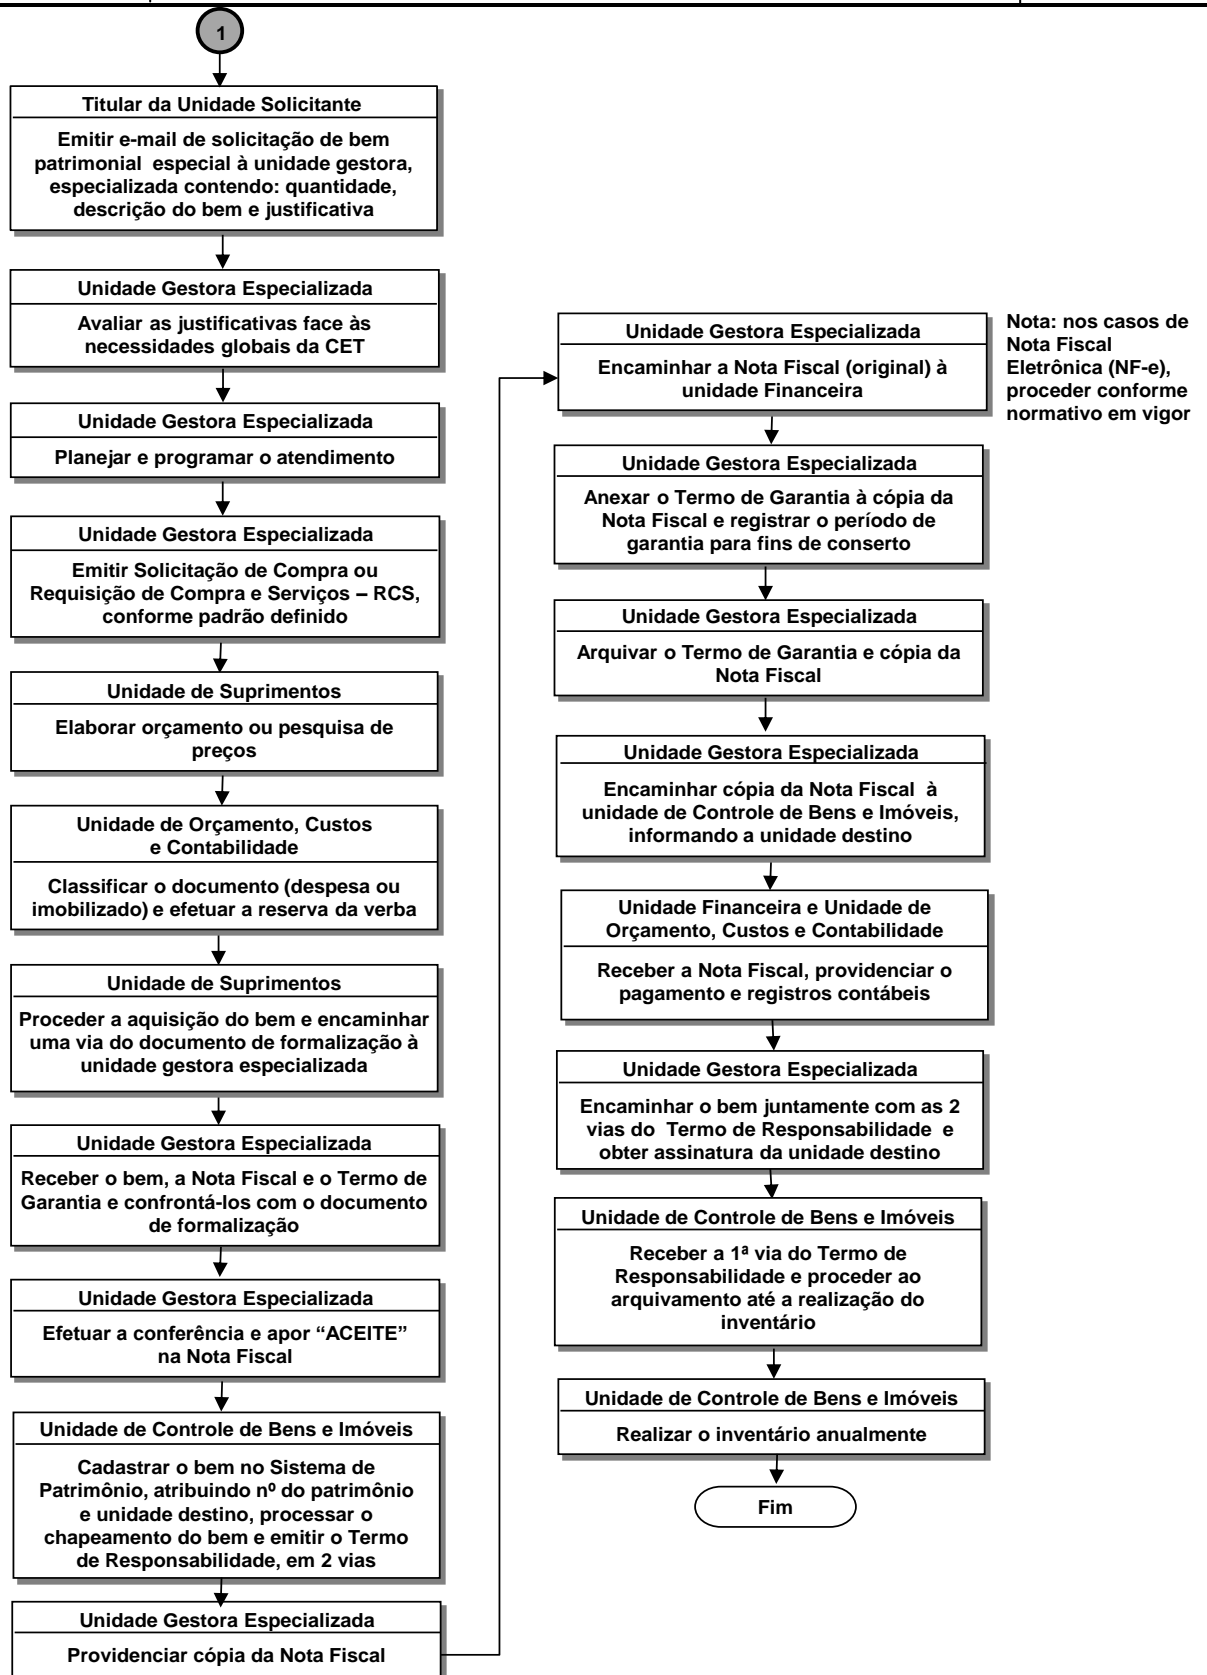 1
Titular da Unidade Solicitante
Emitir e-mail de solicitação de bem
patrimonial especial à unidade gestora,
especializada contendo: quantidade,
descrição do bem e justificativa
Unidade Gestora Especializada
Avaliar as justificativas face às
necessidades globais da CET
Unidade Gestora Especializada
Planejar e programar o atendimento
Unidade Gestora Especializada
Emitir Solicitação de Compra ou
Requisição de Compra e Serviços – RCS,
conforme padrão definido
Unidade de Suprimentos
Elaborar orçamento ou pesquisa de
preços
Unidade de Orçamento, Custos
e Contabilidade
Classificar o documento (despesa ou
imobilizado) e efetuar a reserva da verba
Unidade de Suprimentos
Proceder a aquisição do bem e encaminhar
uma via do documento de formalização à
unidade gestora especializada
Unidade Gestora Especializada
Receber o bem, a Nota Fiscal e o Termo de
Garantia e confrontá-los com o documento
de formalização
Unidade Gestora Especializada
Efetuar a conferência e apor “ACEITE”
na Nota Fiscal
Unidade de Controle de Bens e Imóveis
Cadastrar o bem no Sistema de
Patrimônio, atribuindo nº do patrimônio
e unidade destino, processar o
chapeamento do bem e emitir o Termo
de Responsabilidade, em 2 vias
Unidade Gestora Especializada
Providenciar cópia da Nota Fiscal
Unidade Gestora Especializada
Encaminhar a Nota Fiscal (original) à
unidade Financeira
Nota: nos casos de
Nota Fiscal
Eletrônica (NF-e),
proceder conforme
normativo em vigor
Unidade Gestora Especializada
Anexar o Termo de Garantia à cópia da
Nota Fiscal e registrar o período de
garantia para fins de conserto
Unidade Gestora Especializada
Arquivar o Termo de Garantia e cópia da
Nota Fiscal
Unidade Gestora Especializada
Encaminhar cópia da Nota Fiscal à
unidade de Controle de Bens e Imóveis,
informando a unidade destino
Unidade Financeira e Unidade de
Orçamento, Custos e Contabilidade
Receber a Nota Fiscal, providenciar o
pagamento e registros contábeis
Unidade Gestora Especializada
Encaminhar o bem juntamente com as 2
vias do Termo de Responsabilidade e
obter assinatura da unidade destino
Unidade de Controle de Bens e Imóveis
Receber a 1ª via do Termo de
Responsabilidade e proceder ao
arquivamento até a realização do
inventário
Unidade de Controle de Bens e Imóveis
Realizar o inventário anualmente
Fim